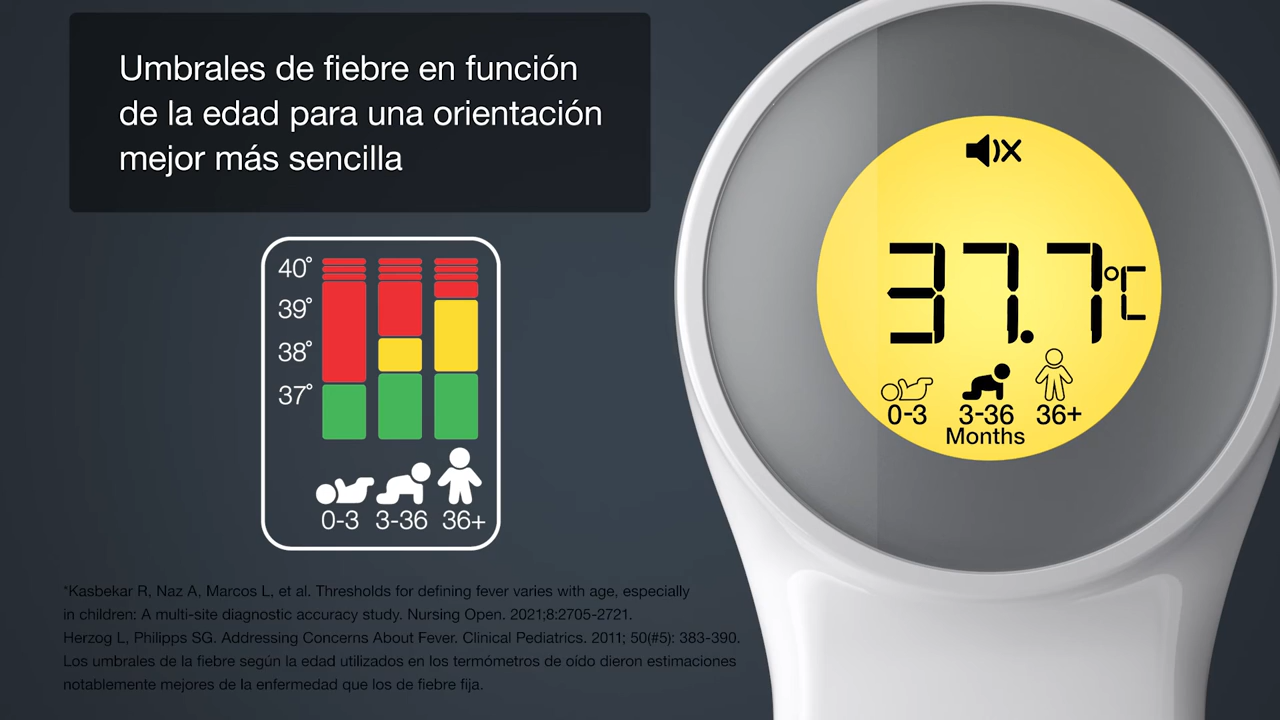 Umbrales de fiebre en función
de la edad para una orientación
mejor más sencilla
40°
39°
38°
37°
0-3 3-36 36+
37.7°C
0-3 3-36 36+
Months
*Kasbekar R, Naz A, Marcos L, et al. Thresholds for defining fever varies with age, especially
in children: A multi-site diagnostic accuracy study. Nursing Open. 2021;8:2705-2721.
Herzog L, Philipps SG. Addressing Concerns About Fever. Clinical Pediatrics. 2011; 50(#5): 383-390.
Los umbrales de la fiebre según la edad utilizados en los termómetros de oído dieron estimaciones
notablemente mejores de la enfermedad que los de fiebre fija.